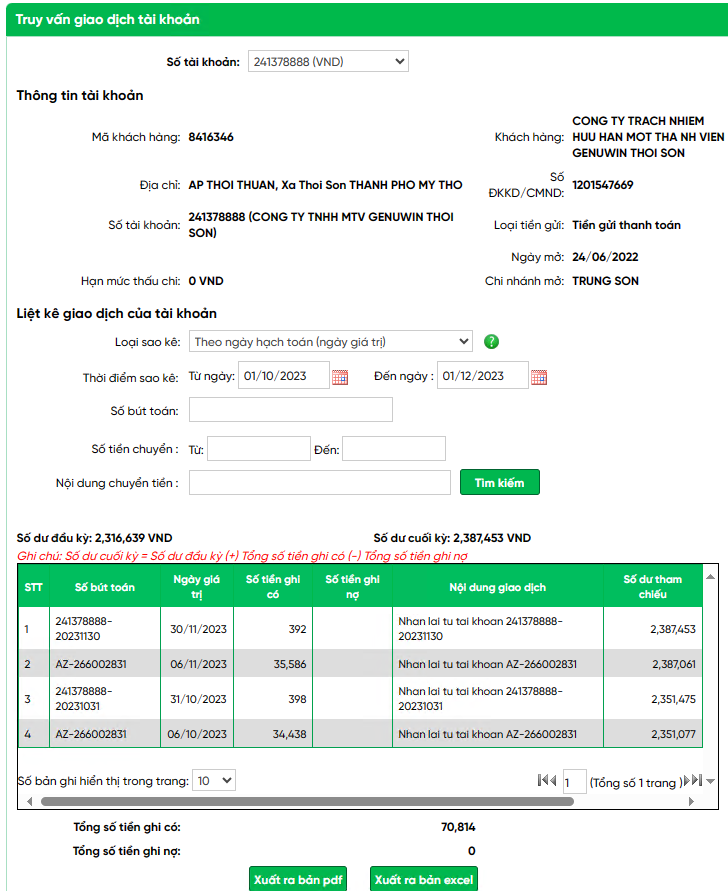 Truy vấn giao dịch tài khoản
Số tài khoản: 241378888 (VND)
Thông tin tài khoản
Mã khách hàng: 8416346
Khách hàng: CONG TY TRACH NHIEM HUU HAN MOT THA NH VIEN GENUWIN THOI SON
Địa chỉ: AP THOI THUAN, Xa Thoi Son THANH PHO MY THO
Số ĐKKD/CMND: 1201547669
Số tài khoản: 241378888 (CONG TY TNHH MTV GENUWIN THOI SON)
Loại tiền gửi: Tiền gửi thanh toán
Ngày mở: 24/06/2022
Hạn mức thấu chi: 0 VND
Chi nhánh mở: TRUNG SON
Liệt kê giao dịch của tài khoản
Loại sao kê: Theo ngày hạch toán (ngày giá trị) ?
Thời điểm sao kê: Từ ngày: 01/10/2023 Đến ngày : 01/12/2023
Số bút toán:
Số tiền chuyển : Từ: Đến:
Nội dung chuyển tiền : Tìm kiếm
Số dư đầu kỳ: 2,316,639 VND Số dư cuối kỳ: 2,387,453 VND
Ghi chú: Số dư cuối kỳ = Số dư đầu kỳ (+) Tổng số tiền ghi có (-) Tổng số tiền ghi nợ
STT Số bút toán Ngày giá trị Số tiền ghi có Số tiền ghi nợ Nội dung giao dịch Số dư tham chiếu
1 241378888-20231130 30/11/2023 392 Nhan lai tu tai khoan 241378888-20231130 2,387,453
2 AZ-266002831 06/11/2023 35,586 Nhan lai tu tai khoan AZ-266002831 2,387,061
3 241378888-20231031 31/10/2023 398 Nhan lai tu tai khoan 241378888-20231031 2,351,475
4 AZ-266002831 06/10/2023 34,438 Nhan lai tu tai khoan AZ-266002831 2,351,077
Số bản ghi hiển thị trong trang: 10 1 (Tổng số 1 trang )
Tổng số tiền ghi có: 70,814
Tổng số tiền ghi nợ: 0
Xuất ra bản pdf Xuất ra bản excel